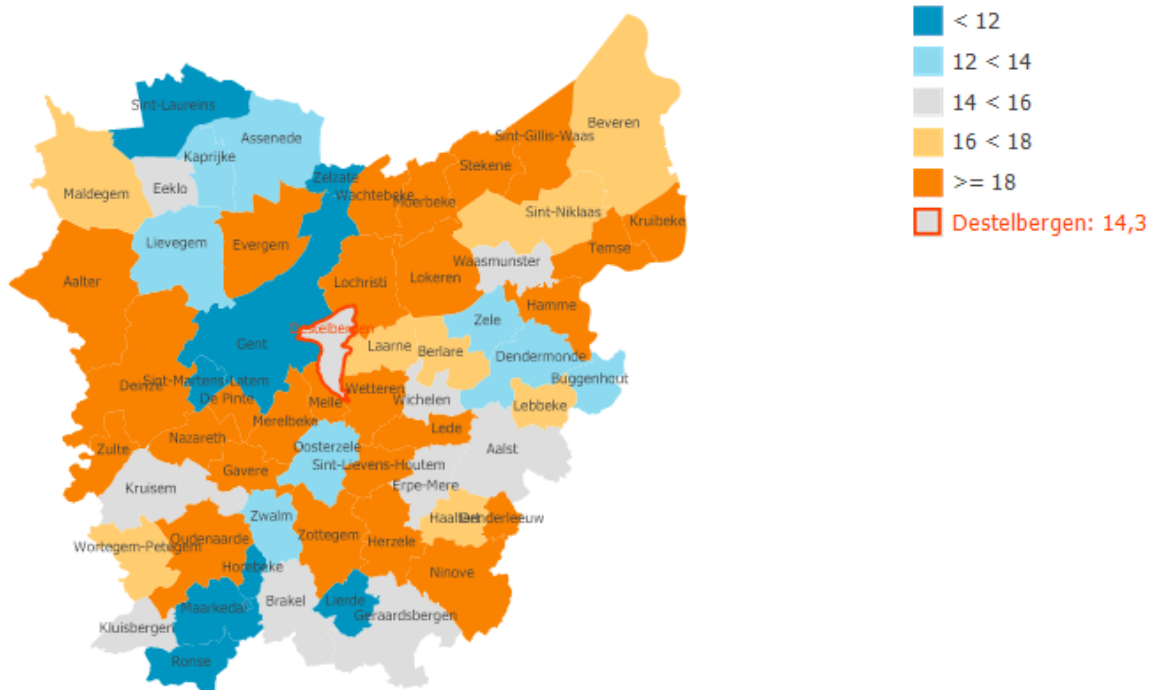 < 12
12 < 14
14 < 16
16 < 18
>= 18
Destelbergen: 14,3
Sint-Laureins
Assenede
Kaprijke
Eeklo
Maldegem
Zelzate
Wachtebeke
Moerbeke
Stekene
Sint-Gillis-Waas
Beveren
Sint-Niklaas
Kruibeke
Temse
Waasmunster
Lievegem
Evergem
Aalter
Lochristi
Lokeren
Hamme
Zele
Destelbergen
Gent
Laarne
Berlare
Dendermonde
Buggenhout
Deinze
Sint-Martens-Latem
De Pinte
Melle
Wetteren
Wichelen
Lebbeke
Merelbeke
Lede
Nazareth
Zulte
Oosterzele
Aalst
Gavere
Sint-Lievens-Houtem
Erpe-Mere
Kruisem
Zwalm
Haaltert
Denderleeuw
Oudenaarde
Wortegem-Petegem
Zottegem
Herzele
Horebeke
Ninove
Maarkedal
Brakel
Lierde
Geraardsbergen
Kluisbergen
Ronse